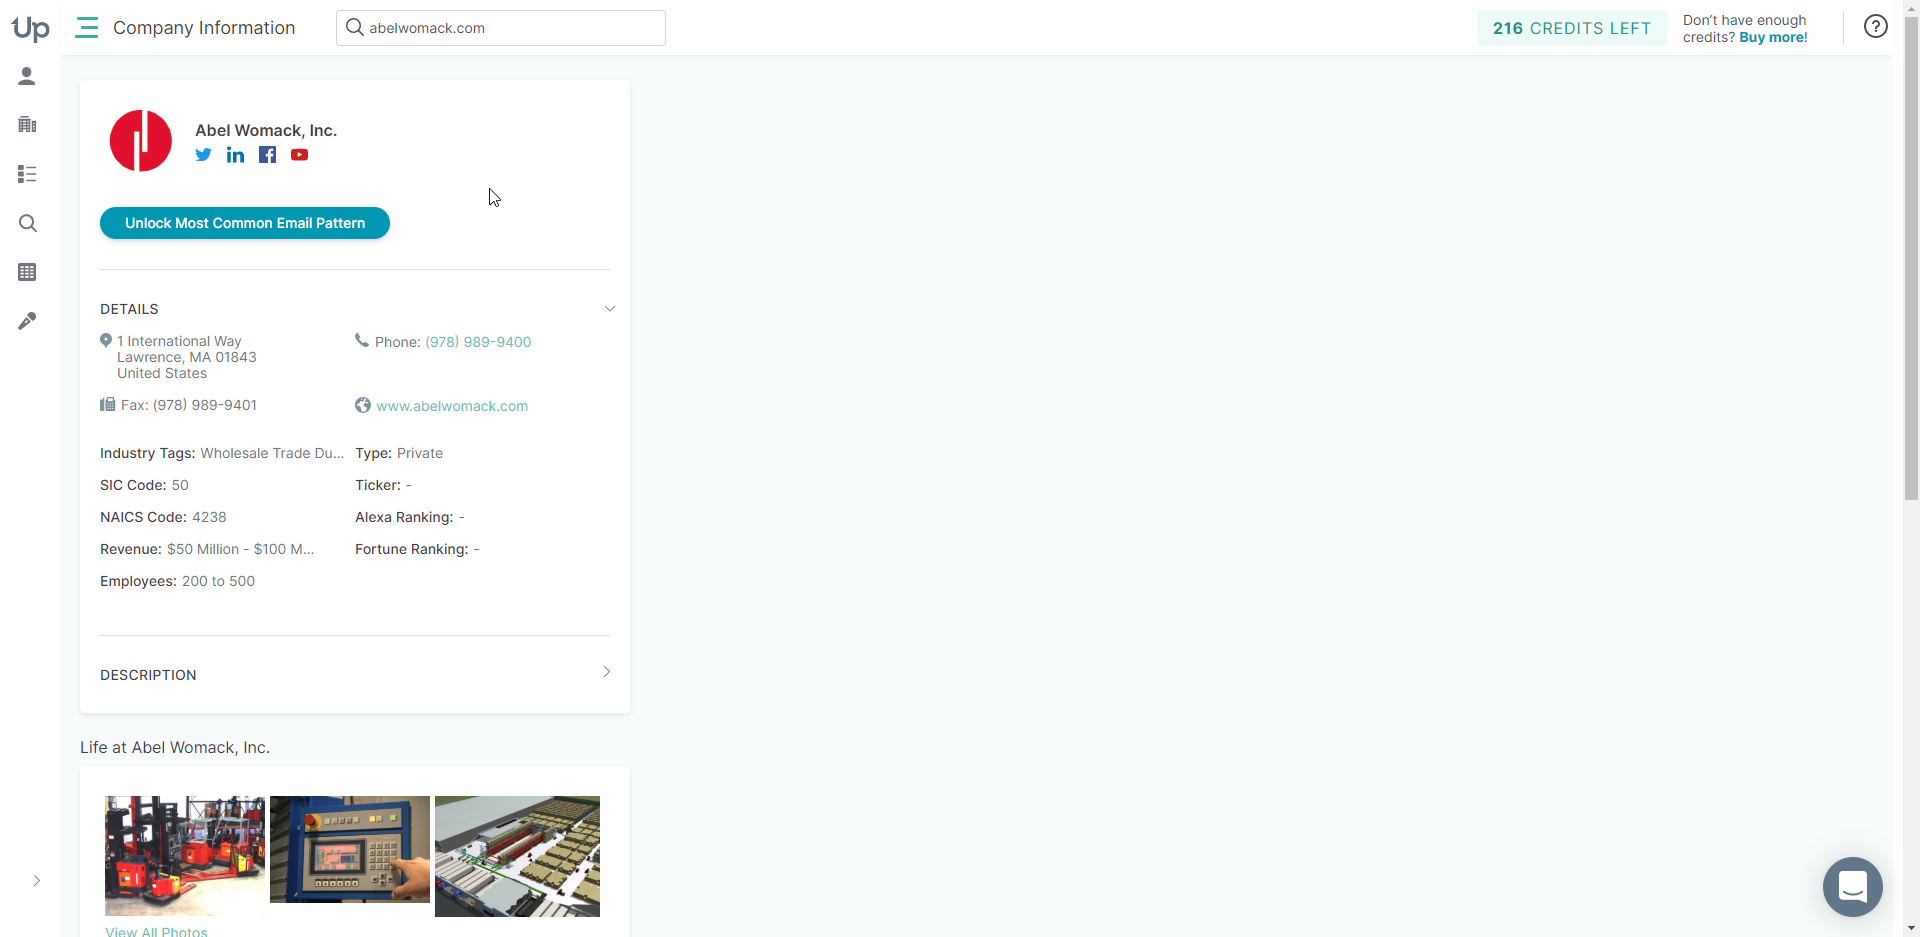 Up
Company Information
abelwomack.com
216 CREDITS LEFT
Don't have enough
credits? Buy more!
?
Abel Womack, Inc.
Unlock Most Common Email Pattern
DETAILS
1 International Way
Lawrence, MA 01843
United States
Phone: (978) 989-9400
Fax: (978) 989-9401
www.abelwomack.com
Industry Tags: Wholesale Trade Du...
Type: Private
SIC Code: 50
Ticker: -
NAICS Code: 4238
Alexa Ranking: -
Revenue: $50 Million - $100 M...
Fortune Ranking: -
Employees: 200 to 500
DESCRIPTION
Life at Abel Womack, Inc.
View All Photos